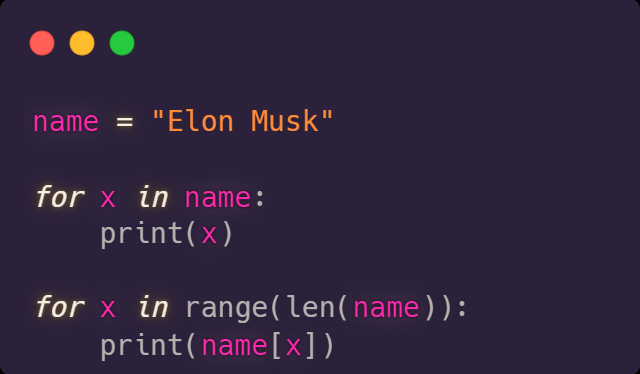 name = "Elon Musk"
for x in name:
    print(x)
for x in range(len(name)):
    print(name[x])